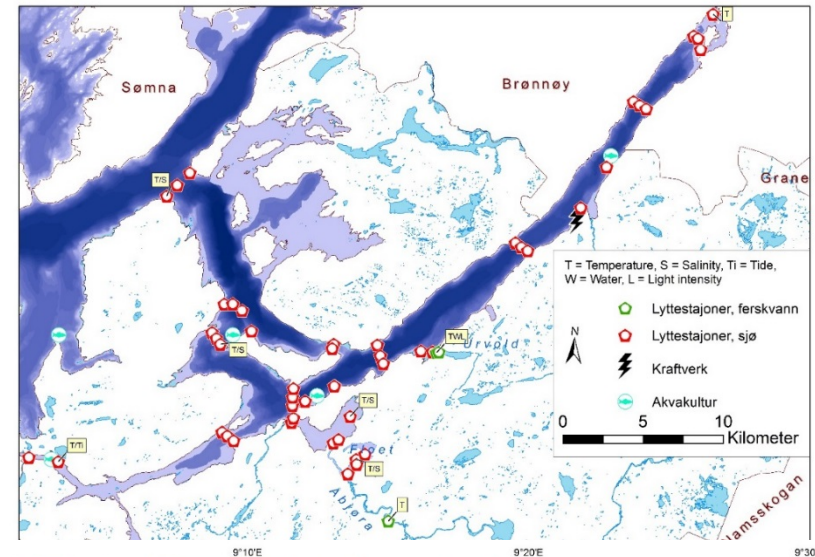 Sømna
Brønnøy
T
T/S
Grane
T = Temperature, S = Salinity, Ti = Tide,
W = Water, L = Light intensity
Lyttestajoner, ferskvann
Lyttestajoner, sjø
Kraftverk
Akvakultur
N
0 5 10
Kilometer
T/S
Urvold
T/S
T/Ti
Floet
T/S
Abjøra
T
9°10'E
9°20'E
9°30